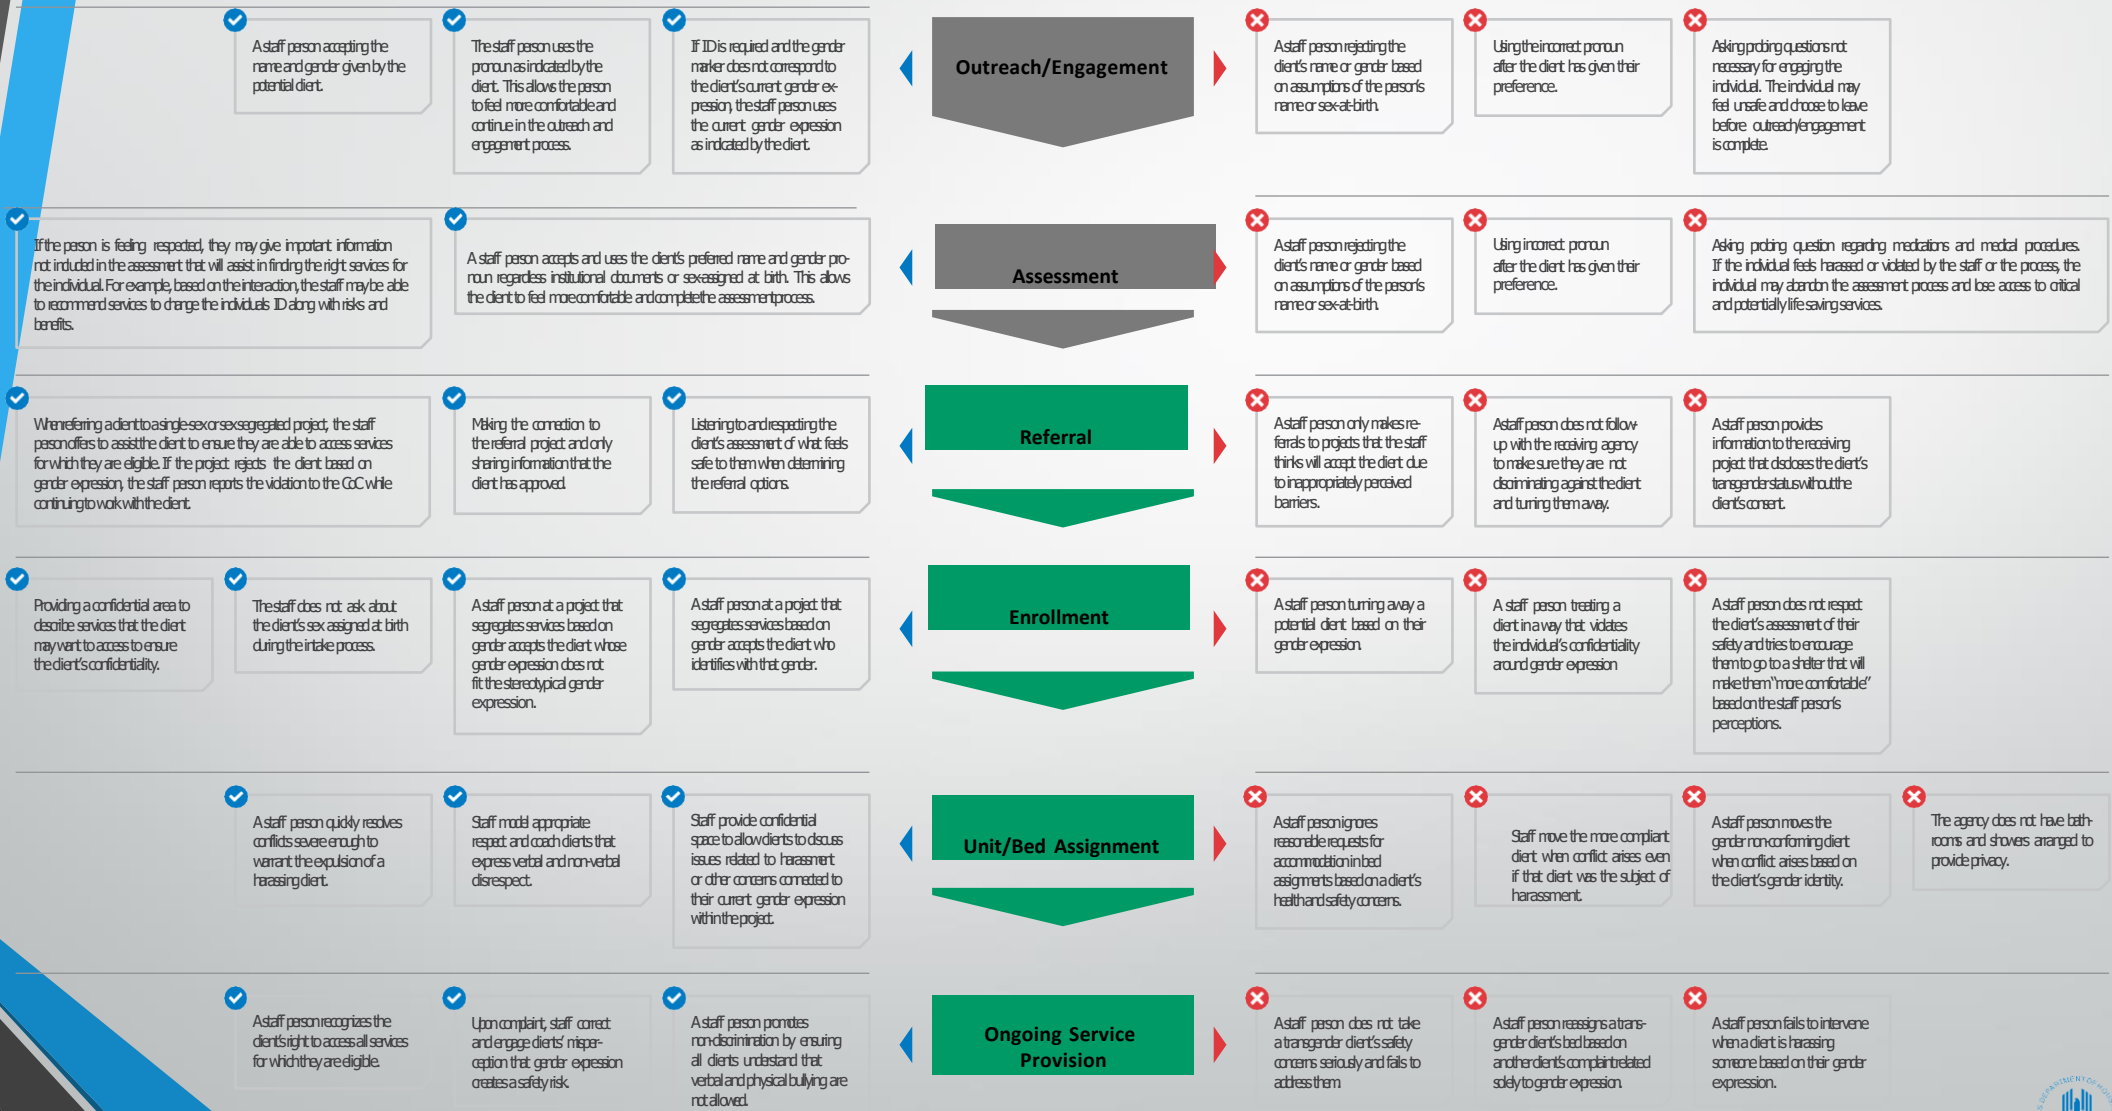 A staff person accepting the
name and gender given by the
potential client.
The staff person uses the
pronoun as indicated by the
client. This allows the person
to feel more comfortable and
continue in the outreach and
engagement process.
If ID is required and the gender
marker does not correspond to
the client's current gender ex-
pression, the staff person uses
the current gender expression
as indicated by the client.
Outreach/Engagement
A staff person rejecting the
client's name or gender based
on assumptions of the person's
name or sex-at-birth.
Using the incorrect pronoun
after the client has given their
preference.
Asking probing questions not
necessary for engaging the
individual. The individual may
feel unsafe and choose to leave
before outreach/engagement
is complete.
If the person is feeling respected, they may give important information
not included in the assessment that will assist in finding the right services for
the individual. For example, based on the interaction, the staff may be able
to recommend services to change the individuals ID along with risks and
benefits.
A staff person accepts and uses the client's preferred name and gender pro-
noun regardless institutional documents or sex-assigned at birth. This allows
the client to feel more comfortable and complete the assessment process.
Assessment
A staff person rejecting the
client's name or gender based
on assumptions of the person's
name or sex-at-birth.
Using incorrect pronoun
after the client has given their
preference.
Asking probing question regarding medications and medical procedures.
If the individual feels harassed or violated by the staff or the process, the
individual may abandon the assessment process and lose access to critical
and potentially life saving services.
When referring a client to a single-sex or sex segregated project, the staff
person offers to assist the client to ensure they are able to access services
for which they are eligible. If the project rejects the client based on
gender expression, the staff person reports the violation to the CoC while
continuing to work with the client.
Making the connection to
the referral project and only
sharing information that the
client has approved.
Listening to and respecting the
client's assessment of what feels
safe to them when determining
the referral options.
Referral
A staff person only makes re-
ferrals to projects that the staff
thinks will accept the client due
to inappropriately perceived
barriers.
A staff person does not follow-
up with the receiving agency
to make sure they are not
discriminating against the client
and turning them away.
A staff person provides
information to the receiving
project that discloses the client's
transgender status without the
client's consent.
Providing a confidential area to
describe services that the client
may want to access to ensure
the client's confidentiality.
The staff does not ask about
the client's sex assigned at birth
during the intake process.
A staff person at a project that
segregates services based on
gender accepts the client whose
gender expression does not
fit the stereotypical gender
expression.
A staff person at a project that
segregates services based on
gender accepts the client who
identifies with that gender.
Enrollment
A staff person turning away a
potential client based on their
gender expression.
A staff person treating a
client in a way that violates
the individual's confidentiality
around gender expression
A staff person does not respect
the client's assessment of their
safety and tries to encourage
them to go to a shelter that will
make them "more comfortable"
based on the staff person's
perceptions.
A staff person quickly resolves
conflicts severe enough to
warrant the expulsion of a
harassing client.
Staff model appropriate
respect and coach clients that
express verbal and non-verbal
disrespect.
Staff provide confidential
space to allow clients to discuss
issues related to harassment
or other concerns connected to
their current gender expression
within the project.
Unit/Bed Assignment
A staff person ignores
reasonable requests for
accommodation in bed
assignments based on a client's
health and safety concerns.
Staff move the more compliant
client when conflict arises even
if that client was the subject of
harassment.
A staff person moves the
gender non-conforming client
when conflict arises based on
the client's gender identity.
The agency does not have bath-
rooms and showers arranged to
provide privacy.
A staff person recognizes the
client's right to access all services
for which they are eligible.
Upon complaint, staff correct
and engage clients' misper-
ception that gender expression
creates a safety risk.
A staff person promotes
non-discrimination by ensuring
all clients understand that
verbal and physical bullying are
not allowed.
Ongoing Service
Provision
A staff person does not take
a transgender client's safety
concerns seriously and fails to
address them.
A staff person reassigns a trans-
gender client's bed based on
another client's complaint related
solely to gender expression.
A staff person fails to intervene
when a client is harassing
someone based on their gender
expression.